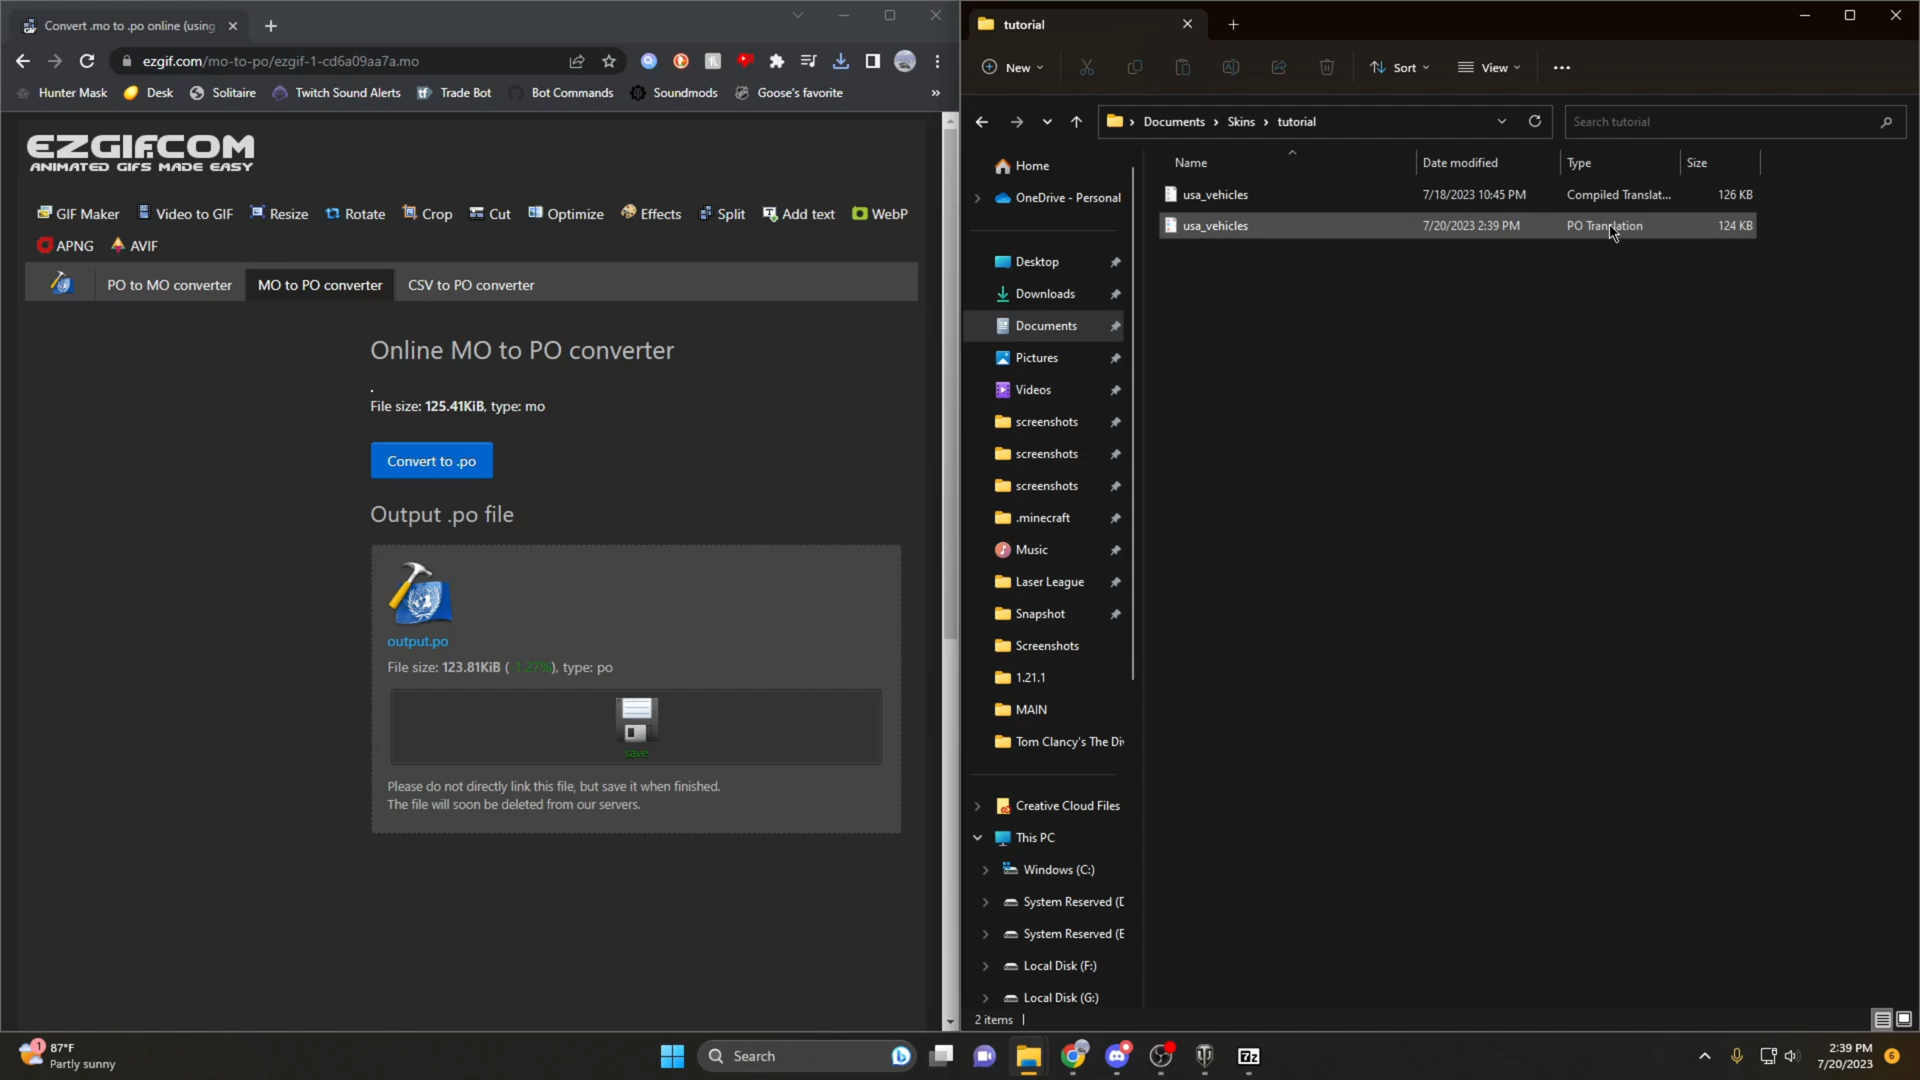 Convert .mo to .po online (using
ezgif.com/mo-to-po/ezgif-1-cd6a09aa7a.mo
Hunter Mask
Desk
Solitaire
Twitch Sound Alerts
Trade Bot
Bot Commands
Soundmods
Goose's favorite
»
EZGIF.COM
ANIMATED GIFS MADE EASY
GIF Maker
Video to GIF
Resize
Rotate
Crop
Cut
Optimize
Effects
Split
Add text
WebP
APNG
AVIF
PO to MO converter
MO to PO converter
CSV to PO converter
Online MO to PO converter
.
File size: 125.41KiB, type: mo
Convert to .po
Output .po file
output.po
File size: 123.81KiB (-1.27%), type: po
save
Please do not directly link this file, but save it when finished.
The file will soon be deleted from our servers.
tutorial
New
Sort
View
Documents
Skins
tutorial
Search tutorial
Name
Date modified
Type
Size
usa_vehicles
7/18/2023 10:45 PM
Compiled Translat...
126 KB
usa_vehicles
7/20/2023 2:39 PM
PO Translation
124 KB
Home
OneDrive - Personal
Desktop
Downloads
Documents
Pictures
Videos
screenshots
screenshots
screenshots
.minecraft
Music
Laser League
Snapshot
Screenshots
1.21.1
MAIN
Tom Clancy's The Div
Creative Cloud Files
This PC
Windows (C:)
System Reserved (D
System Reserved (E
Local Disk (F:)
Local Disk (G:)
2 items
1
87°F
Partly sunny
Search
7z
2:39 PM
7/20/2023
6